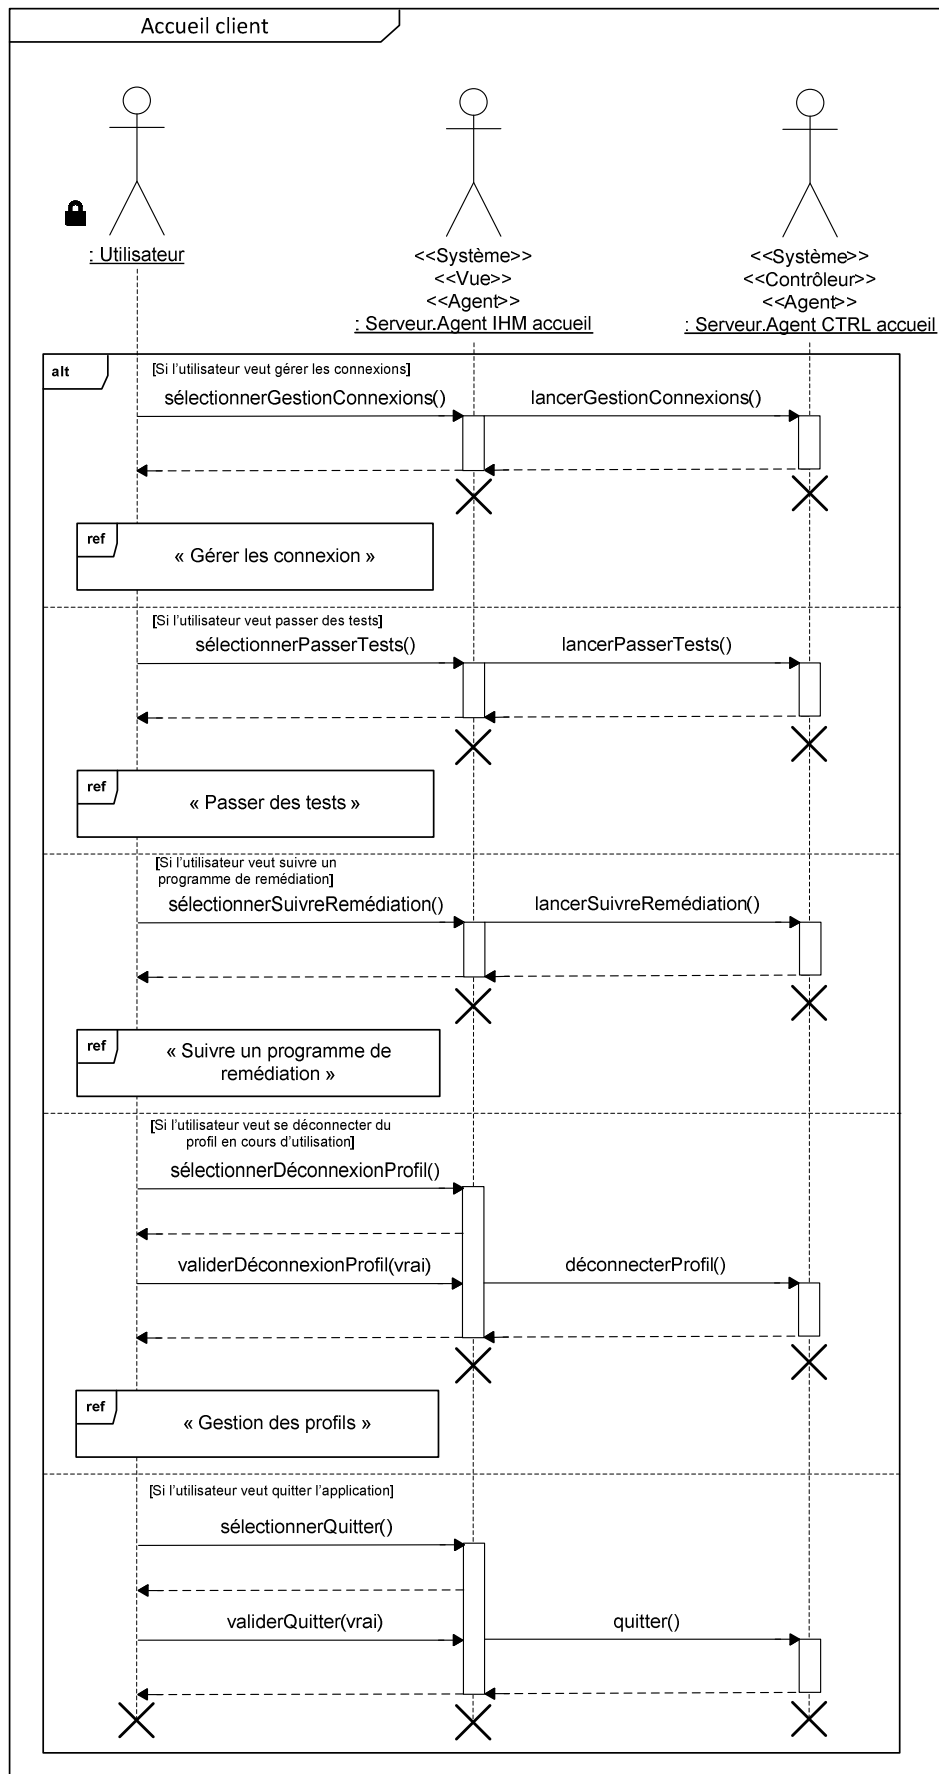 Accueil client
: Utilisateur
<<Système>>
<<Vue>>
<<Agent>>
: Serveur.Agent IHM accueil
<<Système>>
<<Contrôleur>>
<<Agent>>
: Serveur.Agent CTRL accueil
alt
[Si l'utilisateur veut gérer les connexions]
sélectionnerGestionConnexions()
lancerGestionConnexions()
ref
« Gérer les connexion »
[Si l'utilisateur veut passer des tests]
sélectionnerPasserTests()
lancerPasserTests()
ref
« Passer des tests »
[Si l'utilisateur veut suivre un
programme de remédiation]
sélectionnerSuivreRemédiation()
lancerSuivreRemédiation()
ref
« Suivre un programme de
remédiation »
[Si l'utilisateur veut se déconnecter du
profil en cours d'utilisation]
sélectionnerDéconnexionProfil()
validerDéconnexionProfil(vrai)
déconnecterProfil()
ref
« Gestion des profils »
[Si l'utilisateur veut quitter l'application]
sélectionnerQuitter()
validerQuitter(vrai)
quitter()